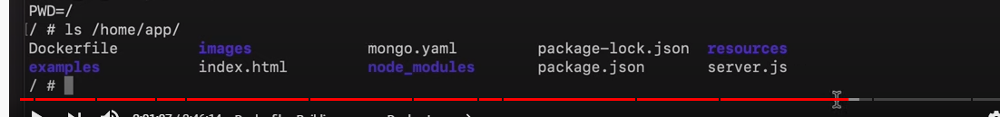 PWD=/
/ # ls /home/app/
Dockerfile images mongo.yaml package-lock.json resources
examples index.html node_modules package.json server.js
/ #